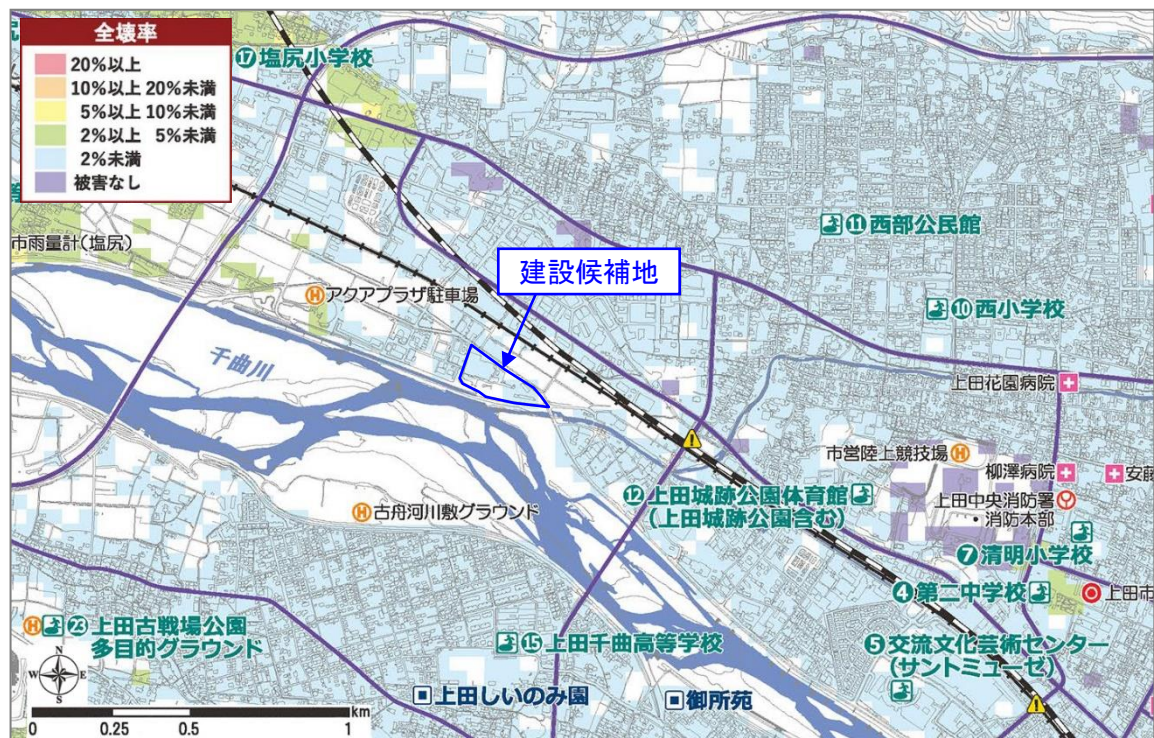 全壊率
20%以上
10%以上 20%未満
5%以上 10%未満
2%以上 5%未満
2%未満
被害なし
⑰塩尻小学校
市雨量計(塩尻)
⑪西部公民館
建設候補地
Ⓗアクアプラザ駐車場
⑩西小学校
千曲川
上田花園病院
市営陸上競技場Ⓗ
柳澤病院
安藤
⑫上田城跡公園体育館
(上田城跡公園含む)
上田中央消防署
・消防本部
Ⓗ古舟河川敷グラウンド
⑦清明小学校
④第二中学校
上田市
Ⓗ㉓上田古戦場公園
多目的グラウンド
⑮上田千曲高等学校
⑤交流文化芸術センター
(サントミューゼ)
上田しいのみ園
御所苑
N
W E
S
km
0 0.25 0.5 1